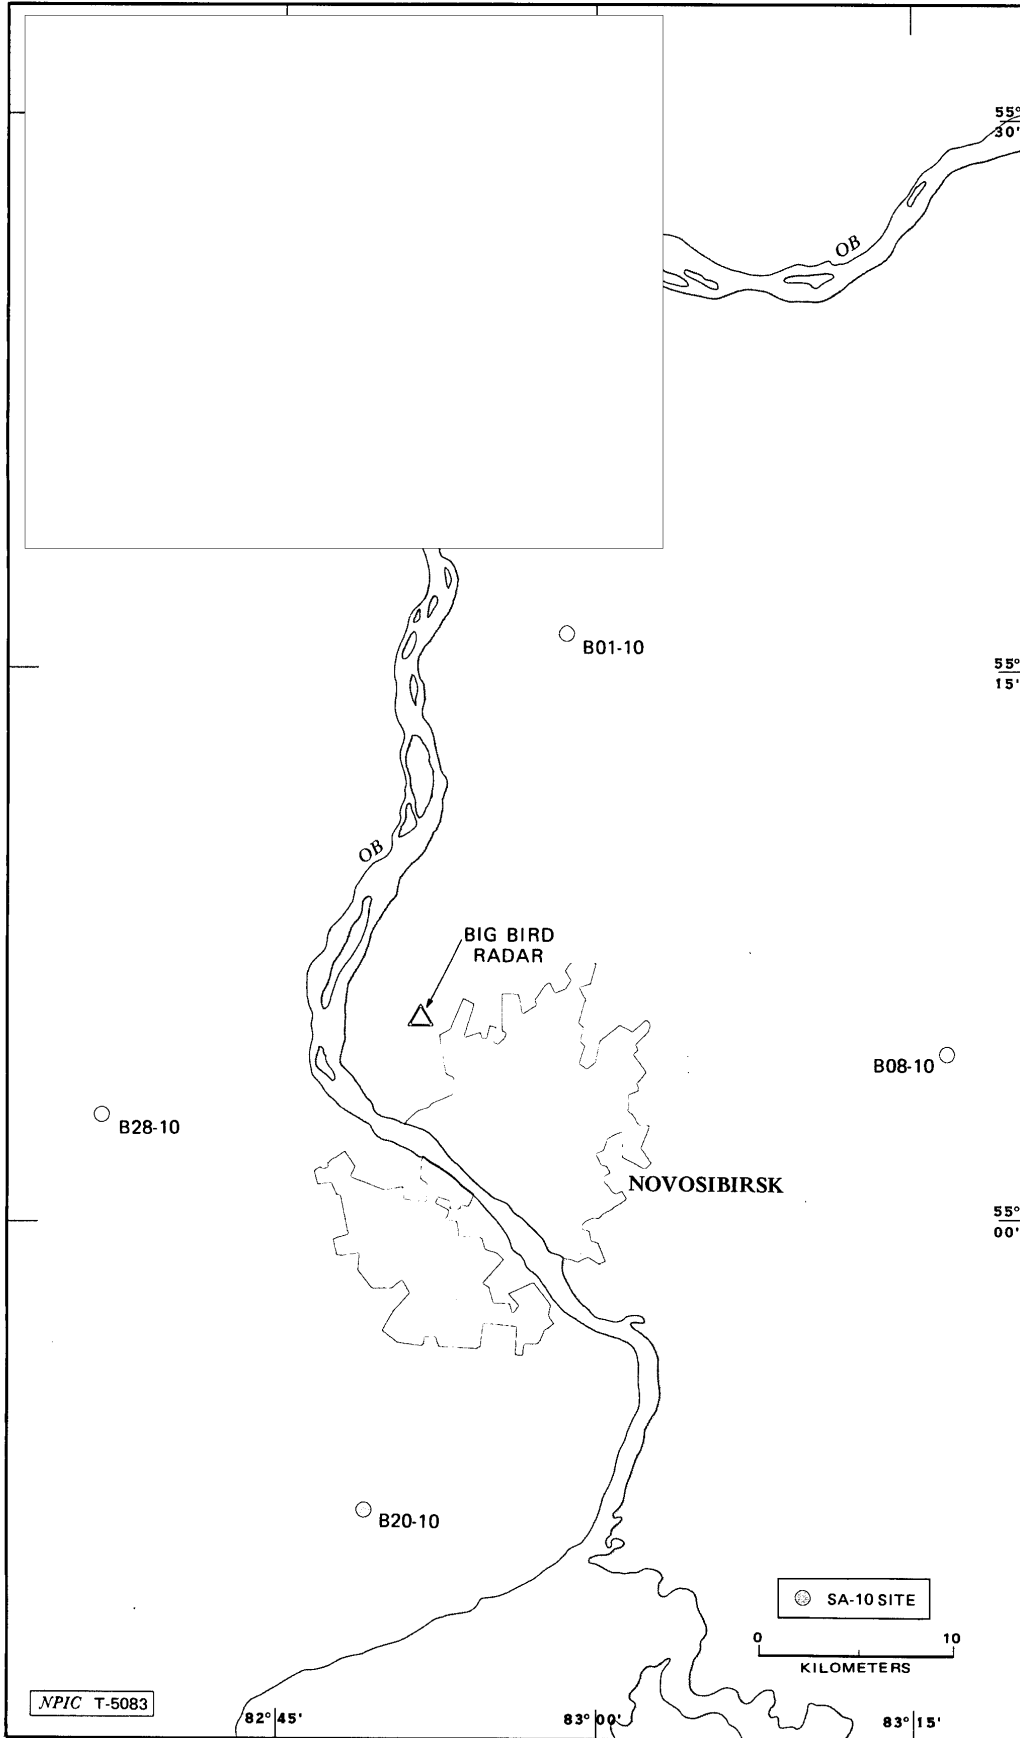 55°
30'
OB
B01-10
55°
15'
OB
BIG BIRD
RADAR
B08-10
B28-10
NOVOSIBIRSK
55°
00'
B20-10
SA-10 SITE
0 10
KILOMETERS
NPIC T-5083
82°45'
83°00'
83°15'